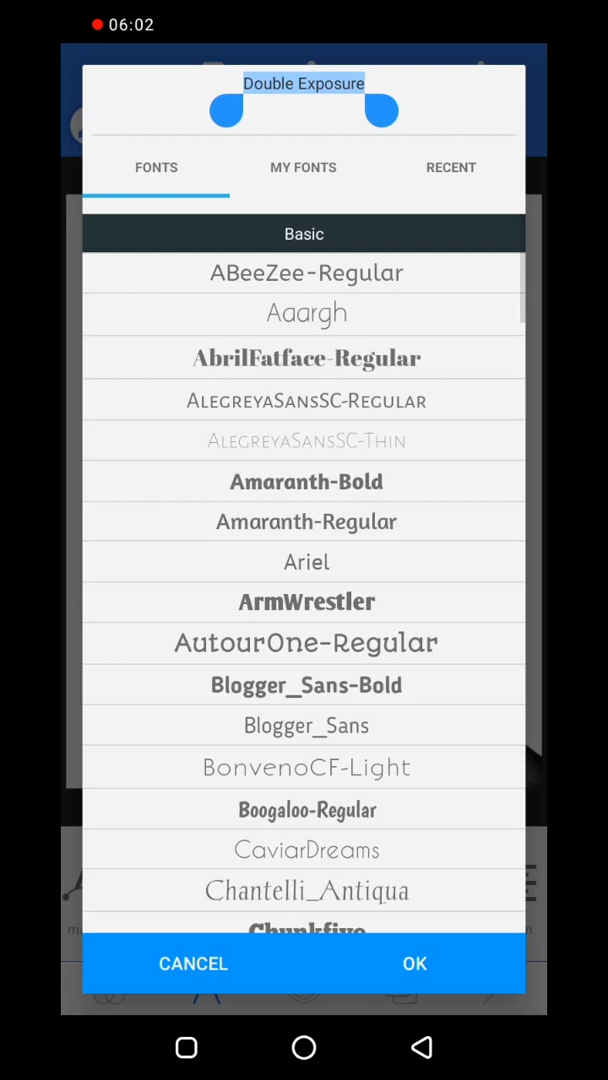 06:02
Double Exposure
FONTS MY FONTS RECENT
Basic
ABeeZee-Regular
Aaargh
AbrilFatface-Regular
AlegreyaSansSC-Regular
AlegreyaSansSC-Thin
Amaranth-Bold
Amaranth-Regular
Ariel
ArmWrestler
AutourOne-Regular
Blogger_Sans-Bold
Blogger_Sans
BonvenoCF-Light
Boogaloo-Regular
CaviarDreams
Chantelli_Antiqua
Chunkfive
CANCEL OK